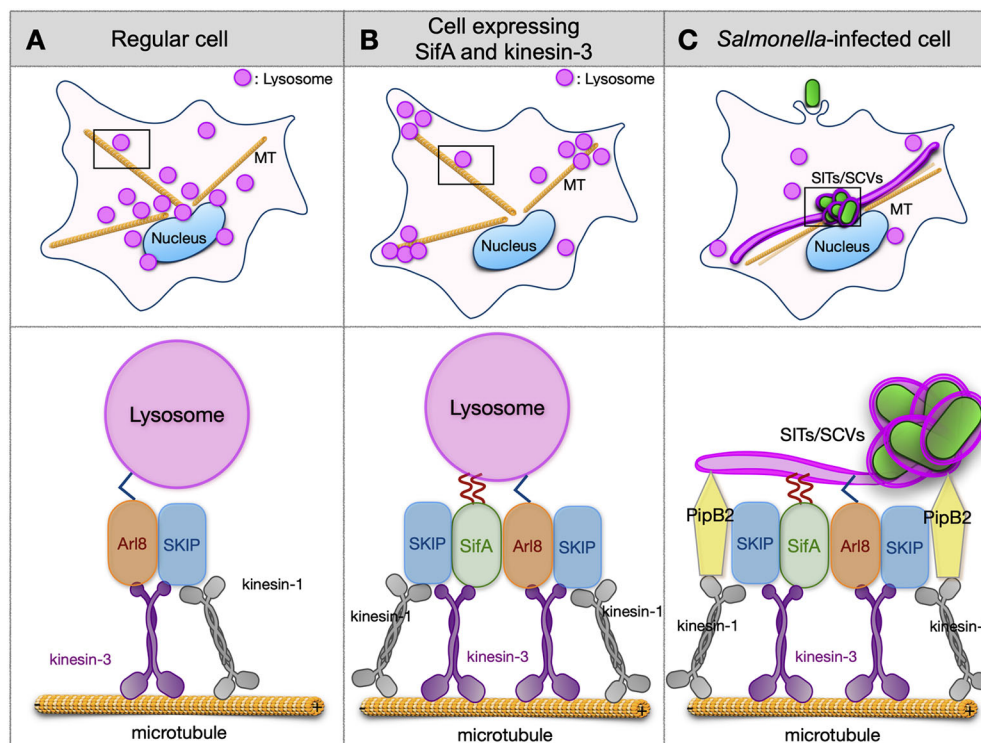 A Regular cell
B Cell expressing
SifA and kinesin-3
C Salmonella-infected cell
: Lysosome
MT
Nucleus
: Lysosome
MT
Nucleus
SITs/SCVs
MT
Nucleus
Lysosome
Arl8
SKIP
kinesin-1
kinesin-3
-
+
microtubule
Lysosome
SKIP
SifA
Arl8
SKIP
kinesin-1
kinesin-1
kinesin-3
-
+
microtubule
SITs/SCVs
PipB2
PipB2
SKIP
SifA
Arl8
SKIP
kinesin-1
kinesin-
kinesin-3
-
+
microtubule